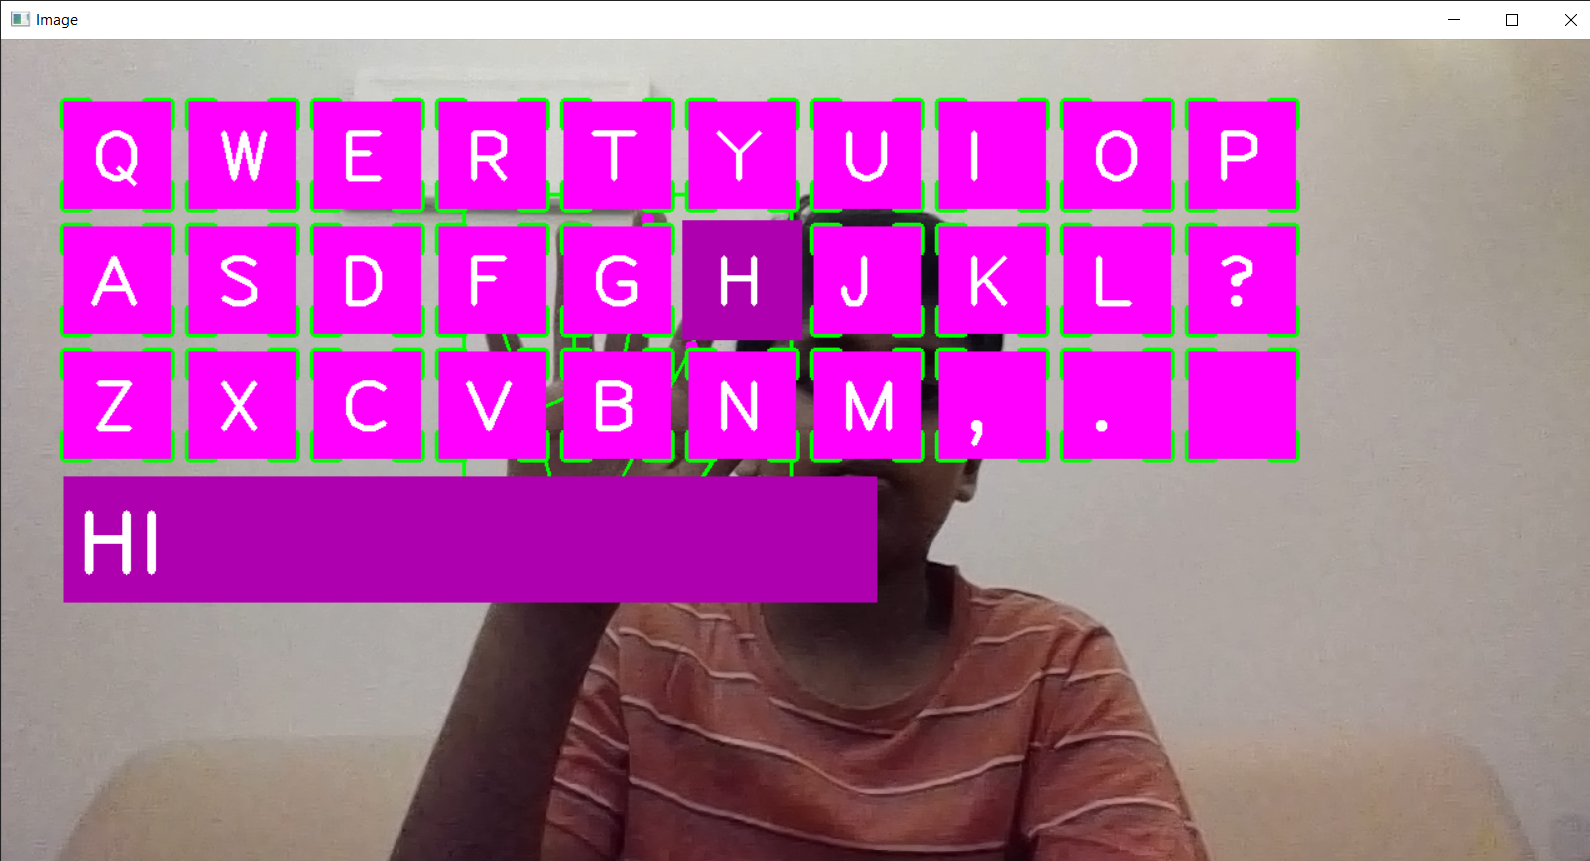 Image
Q W E R T Y U I O P
A S D F G H J K L ?
Z X C V B N M , .
HI